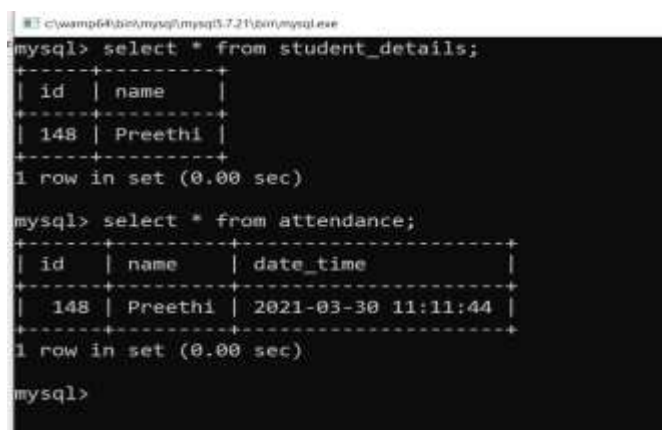 c:\wamp64\bin\mysql\mysql5.7.21\bin\mysql.exe
mysql> select * from student_details;
+-----+---------+
| id | name |
+-----+---------+
| 148 | Preethi |
+-----+---------+
1 row in set (0.00 sec)
mysql> select * from attendance;
+------+---------+---------------------+
| id | name | date_time |
+------+---------+---------------------+
| 148 | Preethi | 2021-03-30 11:11:44 |
+------+---------+---------------------+
1 row in set (0.00 sec)
mysql>